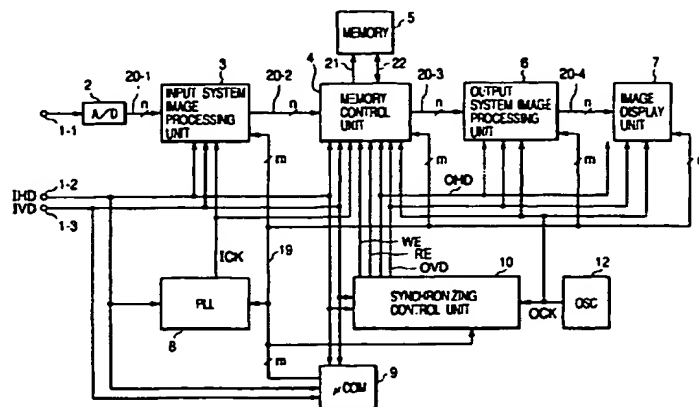 5
MEMORY
4
21
22
3
INPUT SYSTEM
IMAGE
PROCESSING
UNIT
2
A/D
20-1
n
20-2
n
MEMORY
CONTROL
UNIT
20-3
n
6
OUTPUT
SYSTEM IMAGE
PROCESSING
UNIT
20-4
n
7
IMAGE
DISPLAY
UNIT
1-1
m
m
m
IHD
1-2
IVD
1-3
OHD
ICK
19
WE
RE
OVD
10
SYNCHRONIZING
CONTROL UNIT
12
OSC
OCK
PLL
8
m
μCOM
9